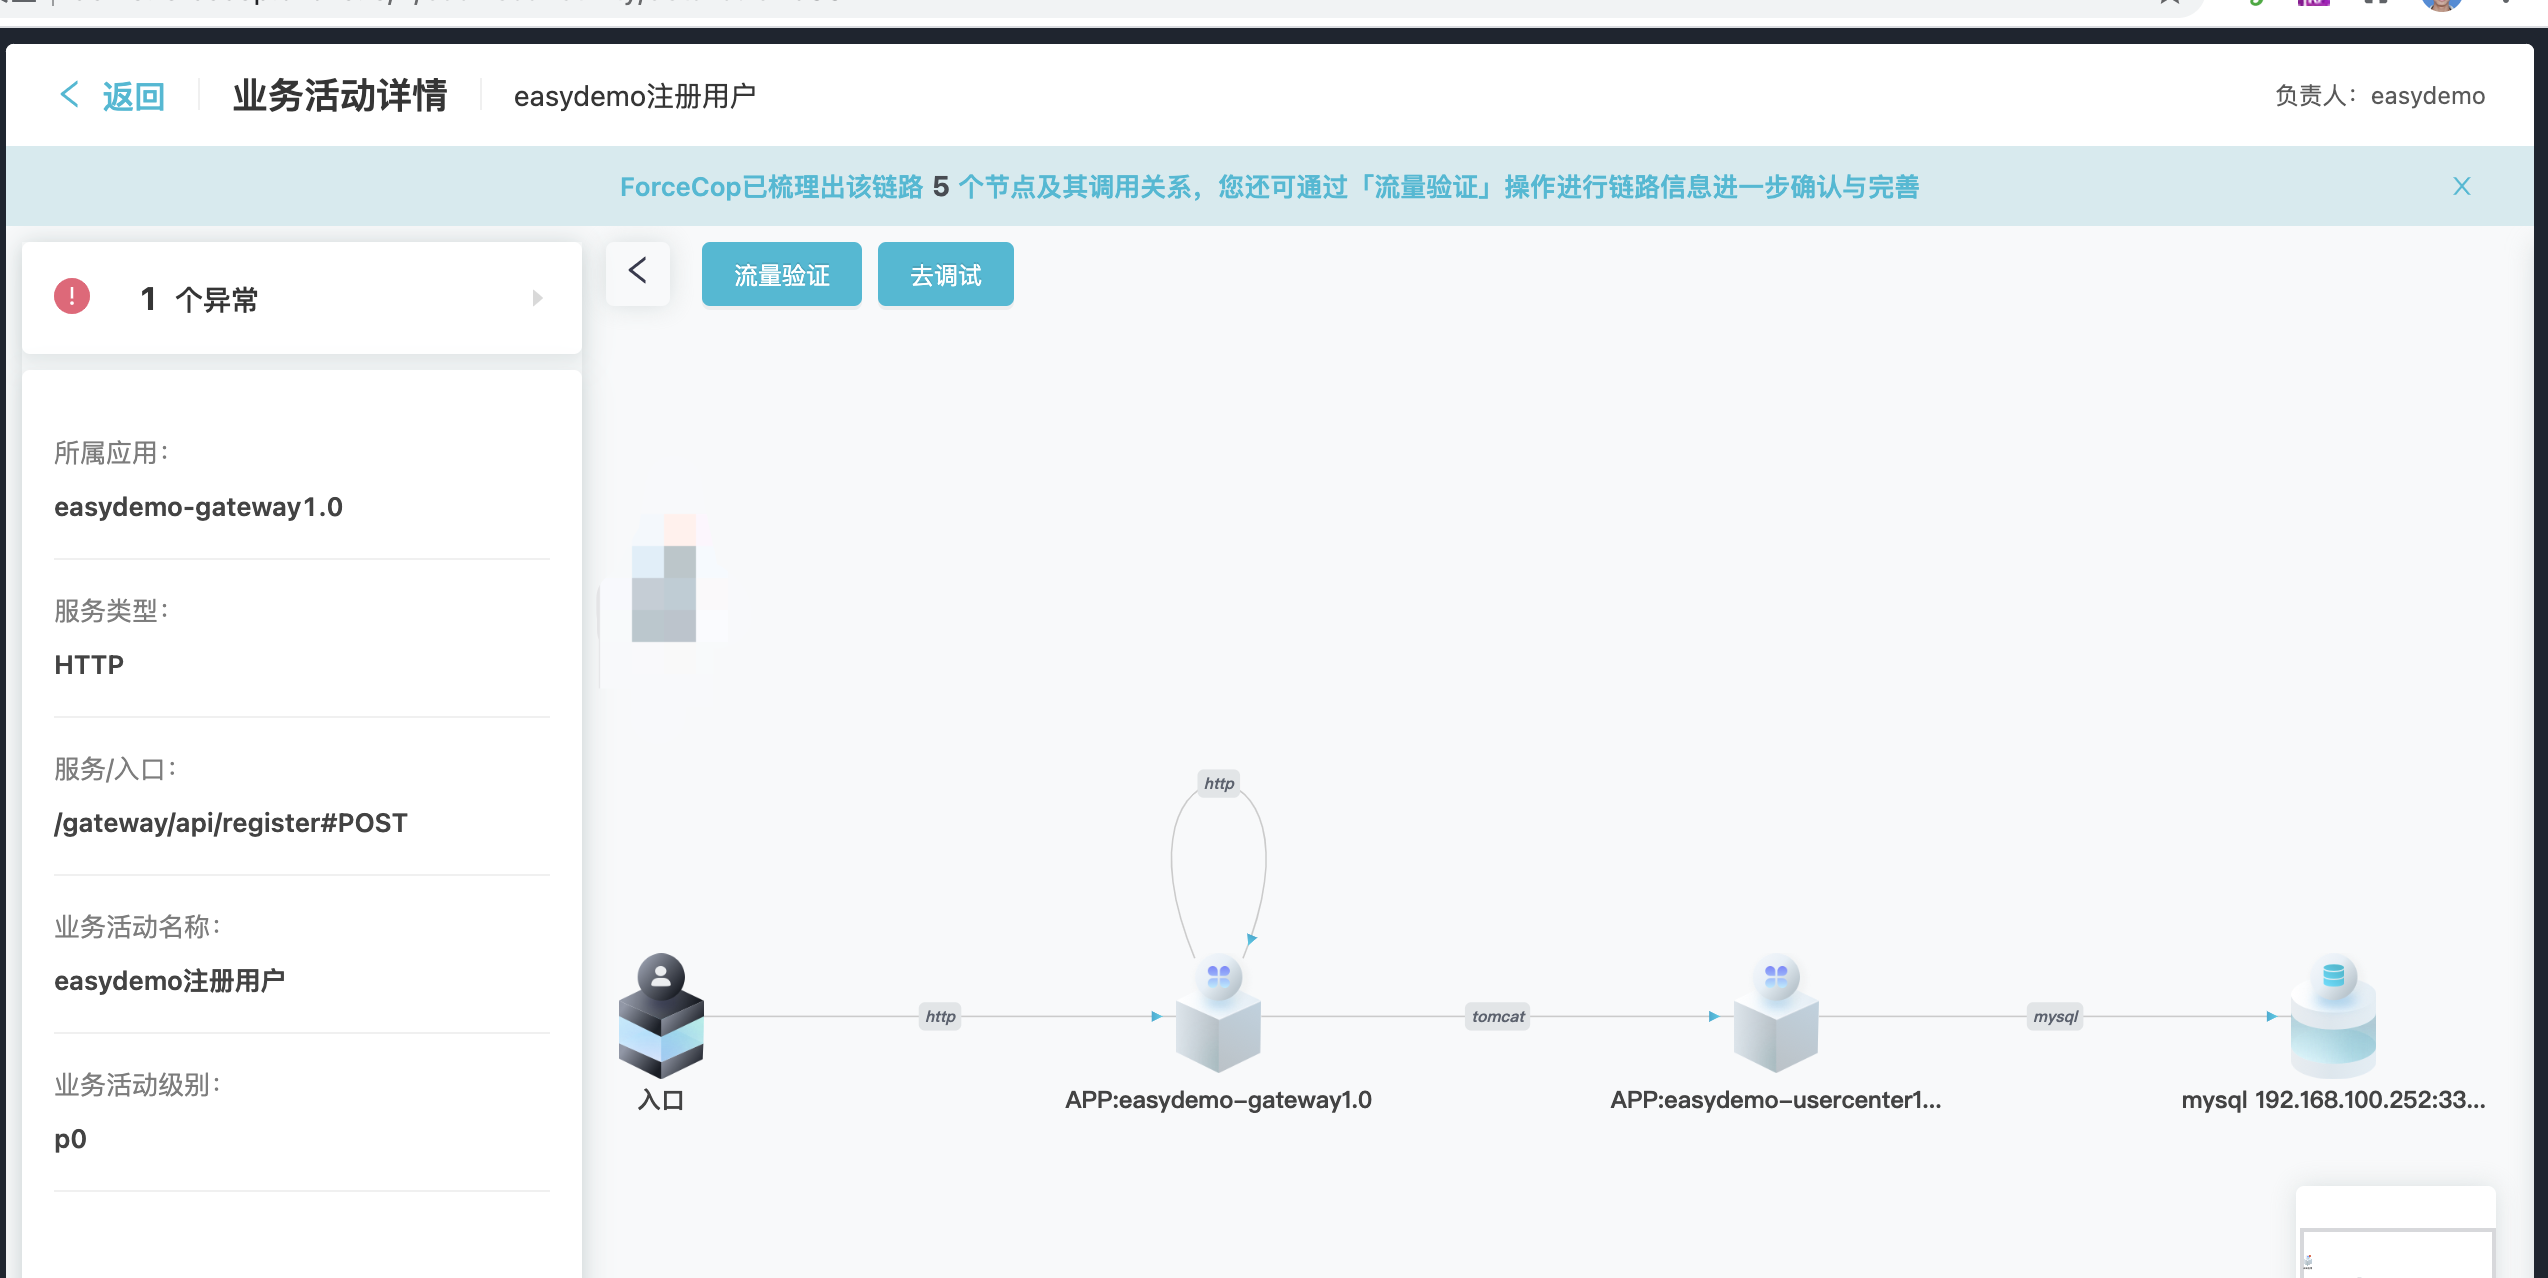 返回
业务活动详情
easydemo注册用户
负责人：easydemo
ForceCop已梳理出该链路 5 个节点及其调用关系，您还可通过「流量验证」操作进行链路信息进一步确认与完善
X
1 个异常
流量验证
去调试
所属应用：
easydemo-gateway1.0
服务类型：
HTTP
服务/入口：
/gateway/api/register#POST
业务活动名称：
easydemo注册用户
业务活动级别：
p0
http
http
tomcat
mysql
入口
APP:easydemo-gateway1.0
APP:easydemo-usercenter1...
mysql 192.168.100.252:33...